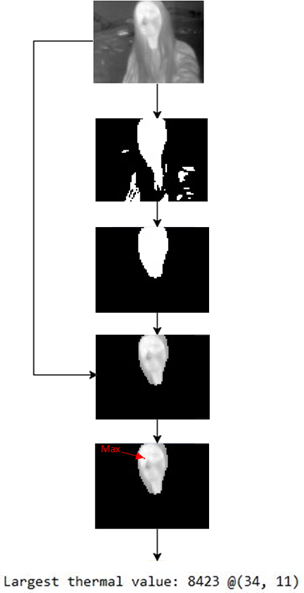 Max
Largest thermal value: 8423 @(34, 11)